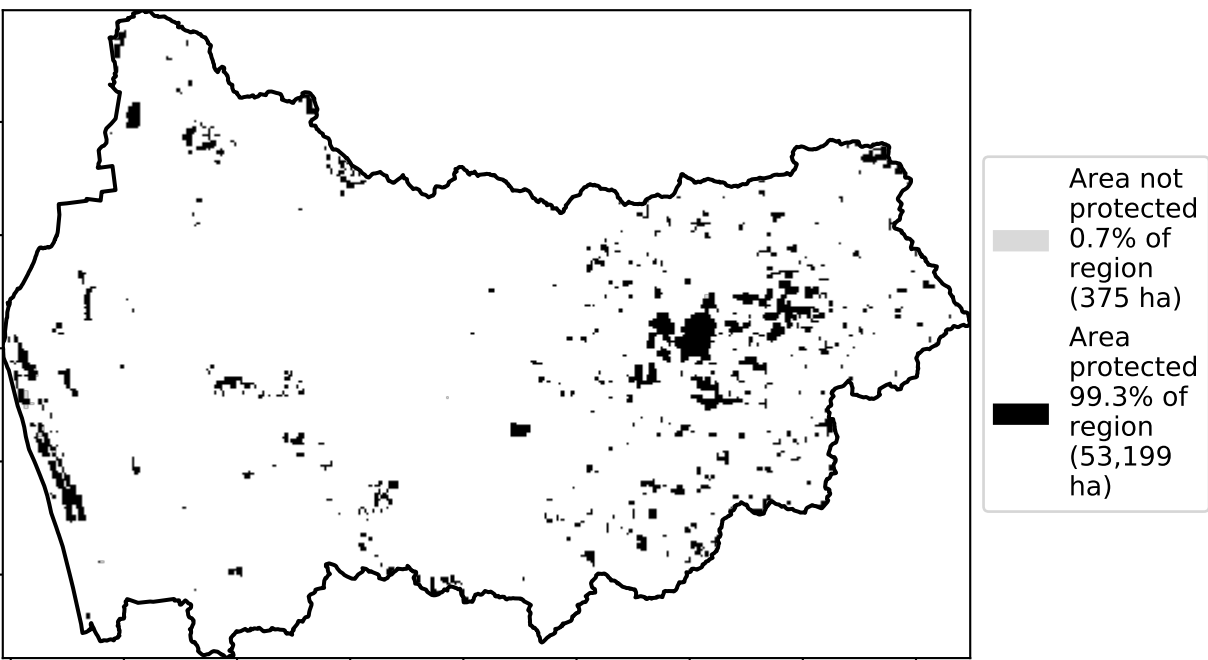 Area not
protected
0.7% of
region
(375 ha)
Area
protected
99.3% of
region
(53,199
ha)